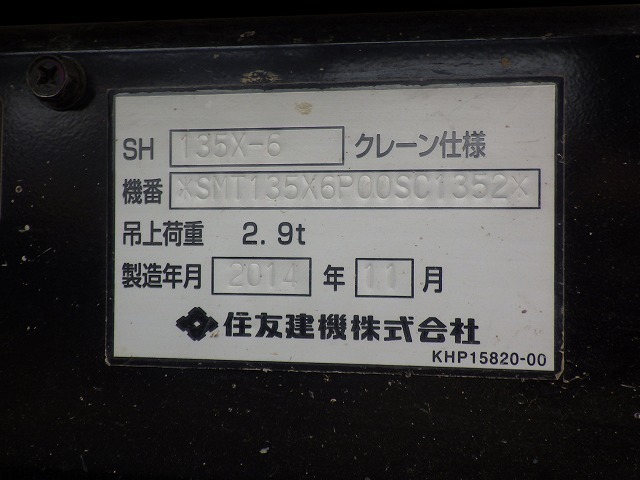 SH 135X-6 クレーン仕様
機番 *SMT135X6P00SC1352*
吊上荷重 2.9t
製造年月 2014 年 11 月
住友建機株式会社
KHP15820-00